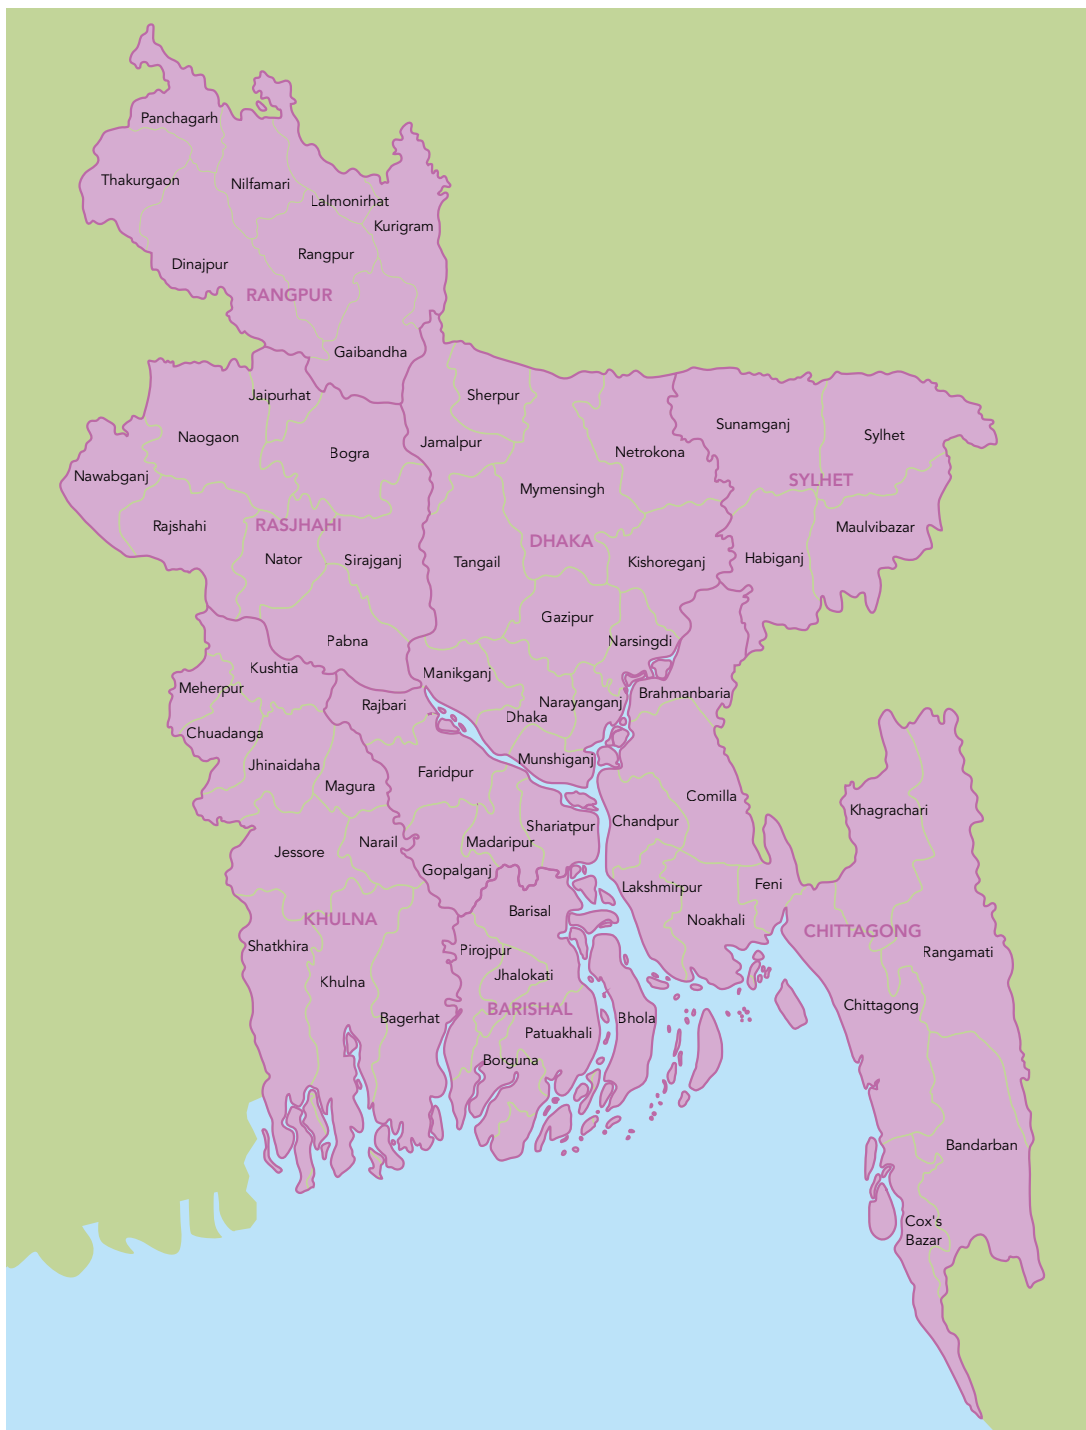 Panchagarh
Thakurgaon
Nilfamari
Lalmonirhat
Kurigram
Rangpur
Dinajpur
RANGPUR
Gaibandha
Jaipurhat
Sherpur
Sunamganj
Sylhet
Naogaon
Jamalpur
Bogra
Netrokona
Nawabganj
SYLHET
Mymensingh
Rajshahi
RASJHAHI
Maulvibazar
DHAKA
Nator
Sirajganj
Tangail
Kishoreganj
Habiganj
Gazipur
Pabna
Narsingdi
Kushtia
Manikganj
Meherpur
Brahmanbaria
Rajbari
Narayanganj
Dhaka
Chuadanga
Munshiganj
Jhinaidaha
Faridpur
Magura
Comilla
Khagrachari
Chandpur
Shariatpur
Narail
Madaripur
Jessore
Gopalganj
Feni
Lakshmirpur
Barisal
KHULNA
Noakhali
CHITTAGONG
Shatkhira
Pirojpur
Rangamati
Jhalokati
Khulna
Chittagong
BARISHAL
Bagerhat
Bhola
Patuakhali
Borguna
Bandarban
Cox's
Bazar